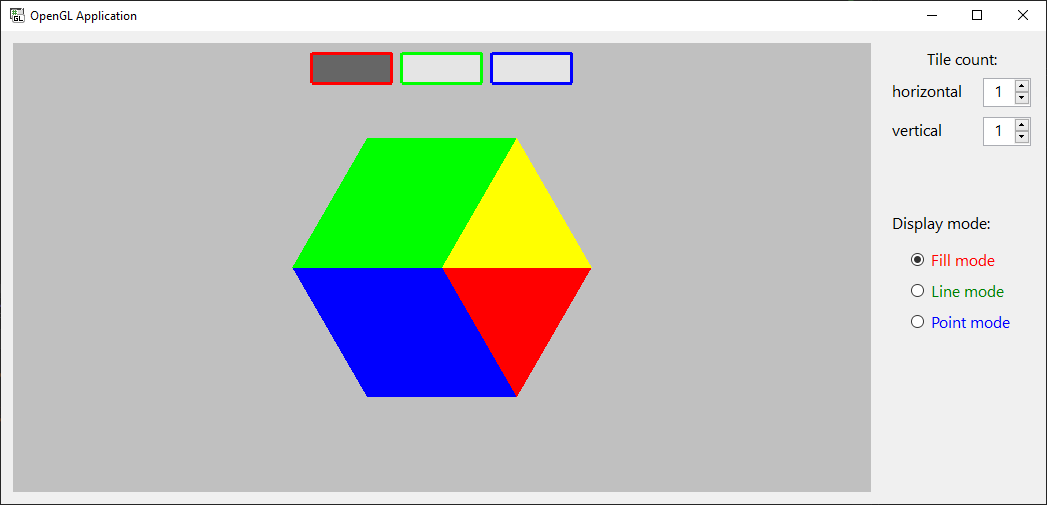 OpenGL Application
Tile count:
horizontal 1
vertical 1
Display mode:
Fill mode
Line mode
Point mode